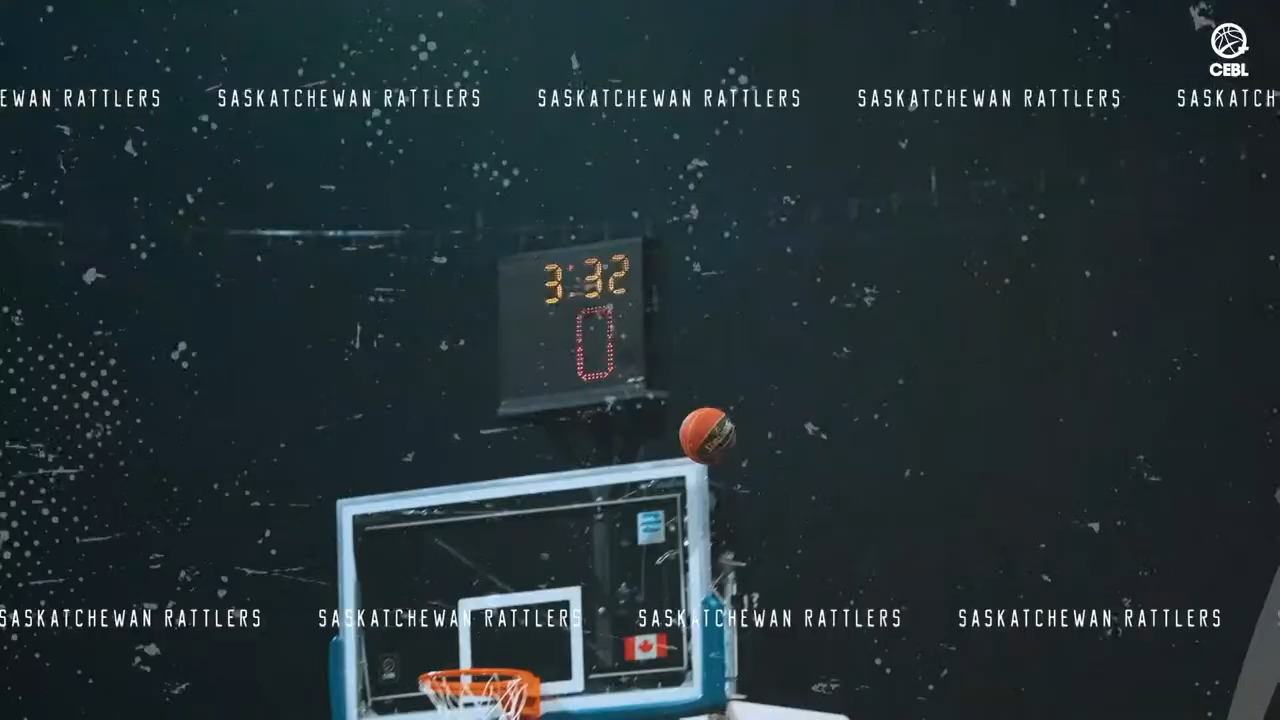 CEBL
EWAN RATTLERS SASKATCHEWAN RATTLERS SASKATCHEWAN RATTLERS SASKATCHEWAN RATTLERS SASKATCH
3:32
0
SASKATCHEWAN RATTLERS SASKATCHEWAN RATTLERS SASKATCHEWAN RATTLERS SASKATCHEWAN RATTLERS